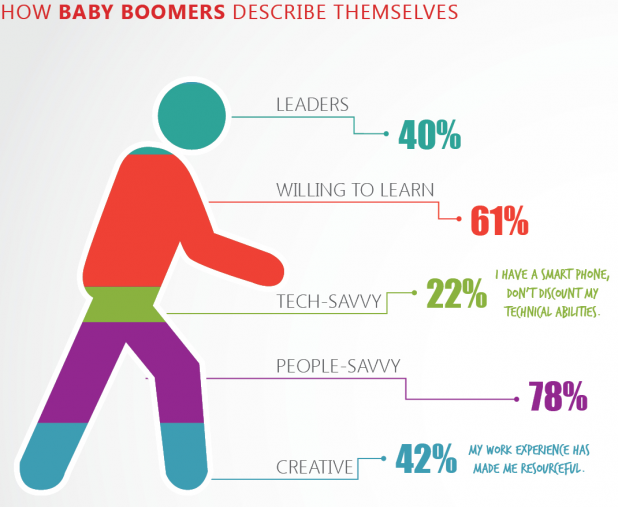 HOW BABY BOOMERS DESCRIBE THEMSELVES
LEADERS
40%
WILLING TO LEARN
61%
TECH-SAVVY
22%
I HAVE A SMART PHONE,
DON'T DISCOUNT MY
TECHNICAL ABILITIES.
PEOPLE-SAVVY
78%
CREATIVE
42%
MY WORK EXPERIENCE HAS
MADE ME RESOURCEFUL.